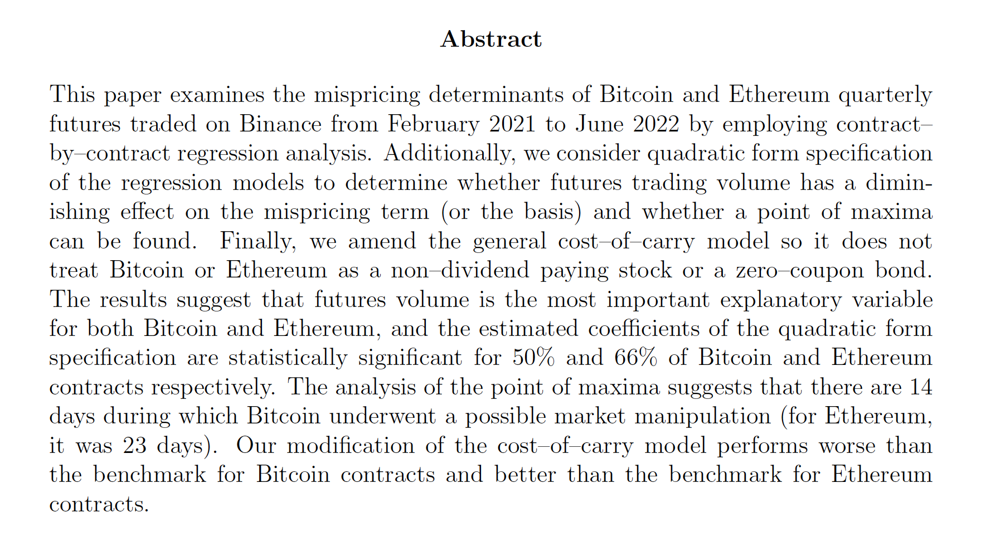 Abstract
This paper examines the mispricing determinants of Bitcoin and Ethereum quarterly
futures traded on Binance from February 2021 to June 2022 by employing contract–
by–contract regression analysis. Additionally, we consider quadratic form specification
of the regression models to determine whether futures trading volume has a dimin-
ishing effect on the mispricing term (or the basis) and whether a point of maxima
can be found. Finally, we amend the general cost–of–carry model so it does not
treat Bitcoin or Ethereum as a non–dividend paying stock or a zero–coupon bond.
The results suggest that futures volume is the most important explanatory variable
for both Bitcoin and Ethereum, and the estimated coefficients of the quadratic form
specification are statistically significant for 50% and 66% of Bitcoin and Ethereum
contracts respectively. The analysis of the point of maxima suggests that there are 14
days during which Bitcoin underwent a possible market manipulation (for Ethereum,
it was 23 days). Our modification of the cost–of–carry model performs worse than
the benchmark for Bitcoin contracts and better than the benchmark for Ethereum
contracts.